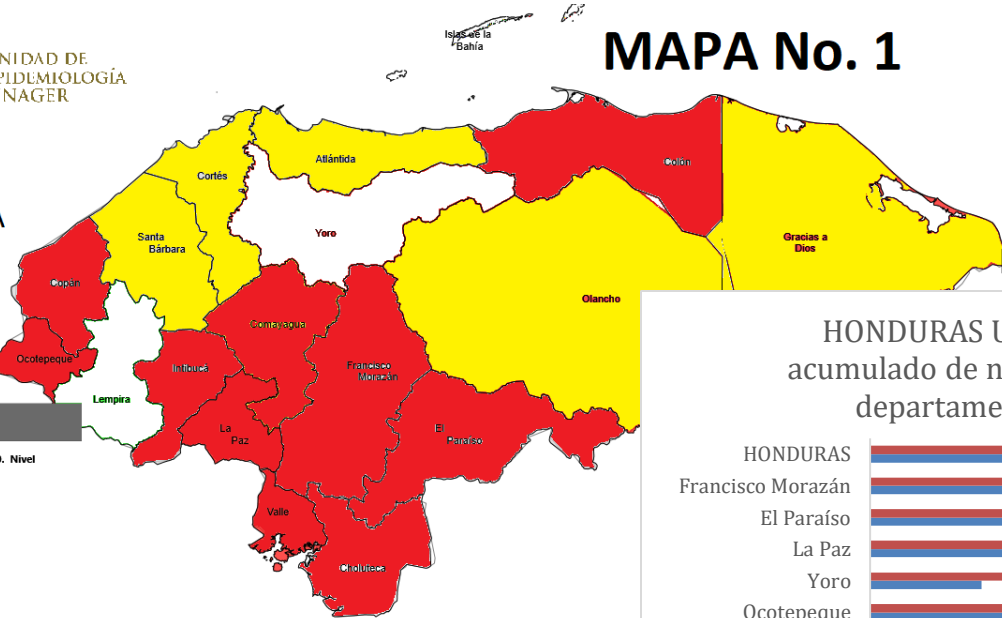 MAPA No. 1
NIDAD DE
PIDEMIOLOGÍA
NAGER
Islas de la
Bahía
Atlántida
Cortés
Colón
Yoro
Santa
Bárbara
Gracias a
Dios
Copán
Olancho
Comayagua
Ocotepeque
Intibucá
Francisco
Morazán
Lempira
La
Paz
El
Paraíso
. Nivel
Valle
Choluteca
HONDURAS U
acumulado de n
departame
HONDURAS
Francisco Morazán
El Paraíso
La Paz
Yoro
Ocotepeque